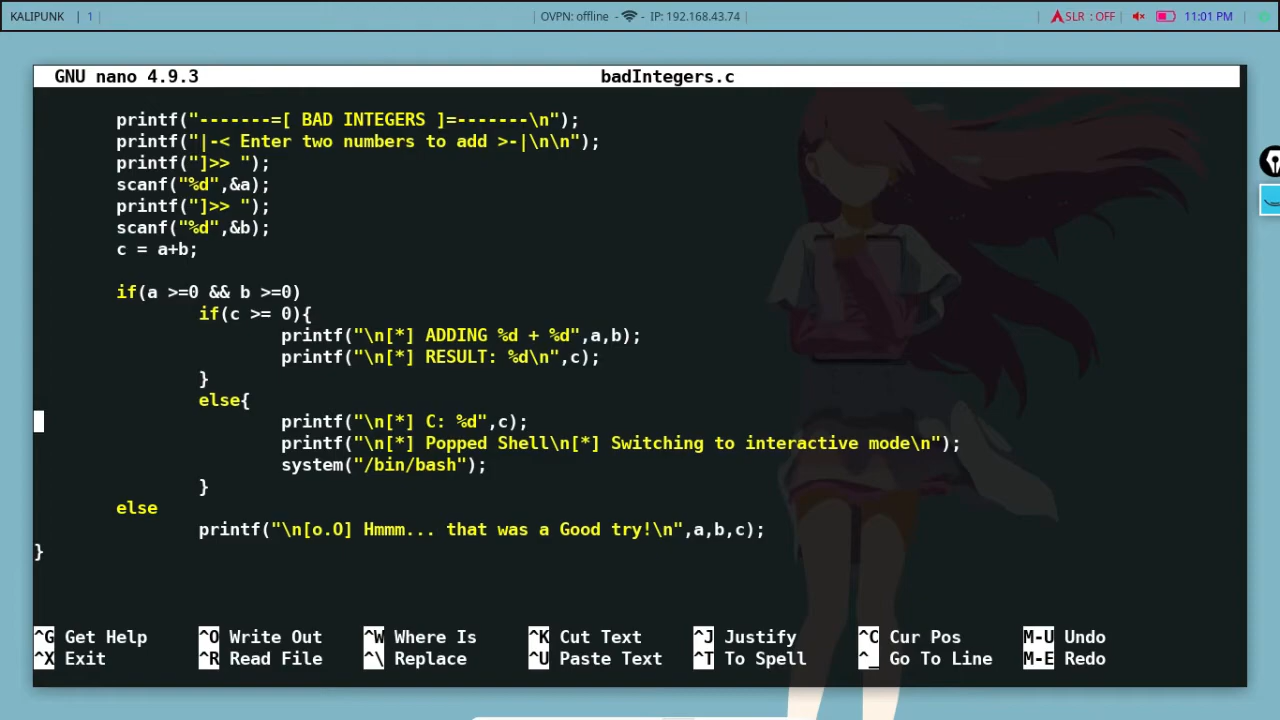 KALIPUNK | 1 | | OVPN: offline - - IP: 192.168.43.74 | | SLR : OFF | 11:01 PM |
GNU nano 4.9.3 badIntegers.c
printf("-------=[ BAD INTEGERS ]=-------\n");
printf("|-< Enter two numbers to add >-|\n\n");
printf("]>> ");
scanf("%d",&a);
printf("]>> ");
scanf("%d",&b);
c = a+b;
if(a >=0 && b >=0)
if(c >= 0){
printf("\n[*] ADDING %d + %d",a,b);
printf("\n[*] RESULT: %d\n",c);
}
else{
printf("\n[*] C: %d",c);
printf("\n[*] Popped Shell\n[*] Switching to interactive mode\n");
system("/bin/bash");
}
else
printf("\n[o.O] Hmmm... that was a Good try!\n",a,b,c);
}
^G Get Help ^O Write Out ^W Where Is ^K Cut Text ^J Justify ^C Cur Pos M-U Undo
^X Exit ^R Read File ^\ Replace ^U Paste Text ^T To Spell ^_ Go To Line M-E Redo